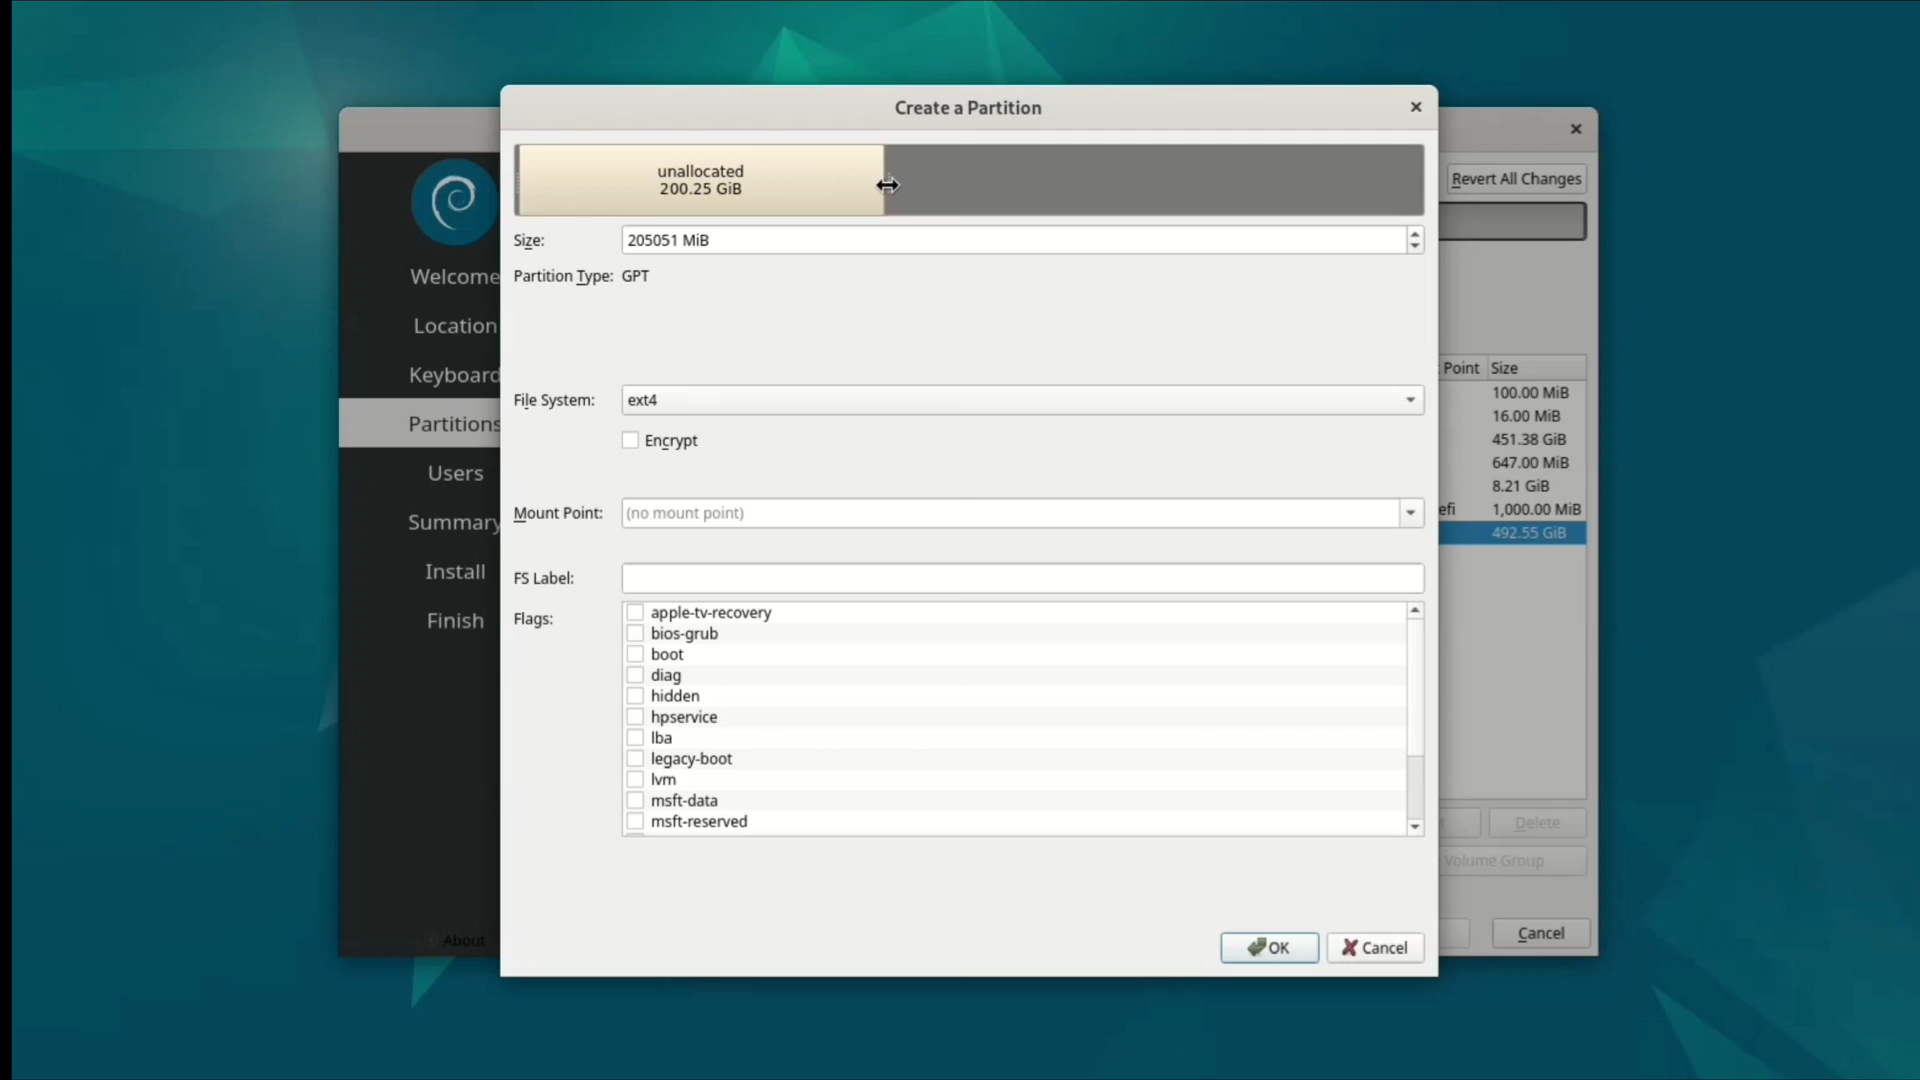 Create a Partition
unallocated
200.25 GiB
Revert All Changes
Size: 205051 MiB
Partition Type: GPT
Welcome
Location
Keyboard
Partitions
Users
Summary
Install
Finish
About
File System: ext4
Encrypt
Mount Point: (no mount point)
FS Label:
Flags:
apple-tv-recovery
bios-grub
boot
diag
hidden
hpservice
lba
legacy-boot
lvm
msft-data
msft-reserved
Point Size
100.00 MiB
16.00 MiB
451.38 GiB
647.00 MiB
8.21 GiB
efi 1,000.00 MiB
492.55 GiB
Delete
Volume Group
OK
Cancel
Cancel